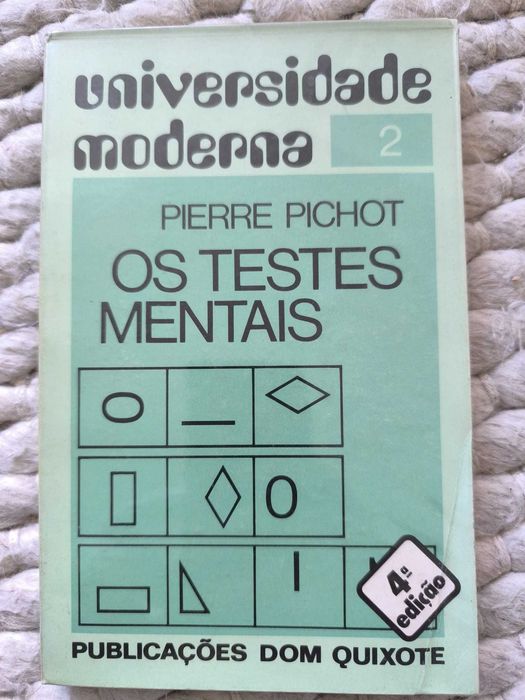 universidade
moderna 2
PIERRE PICHOT
OS TESTES
MENTAIS
4ª
edição
PUBLICAÇÕES DOM QUIXOTE